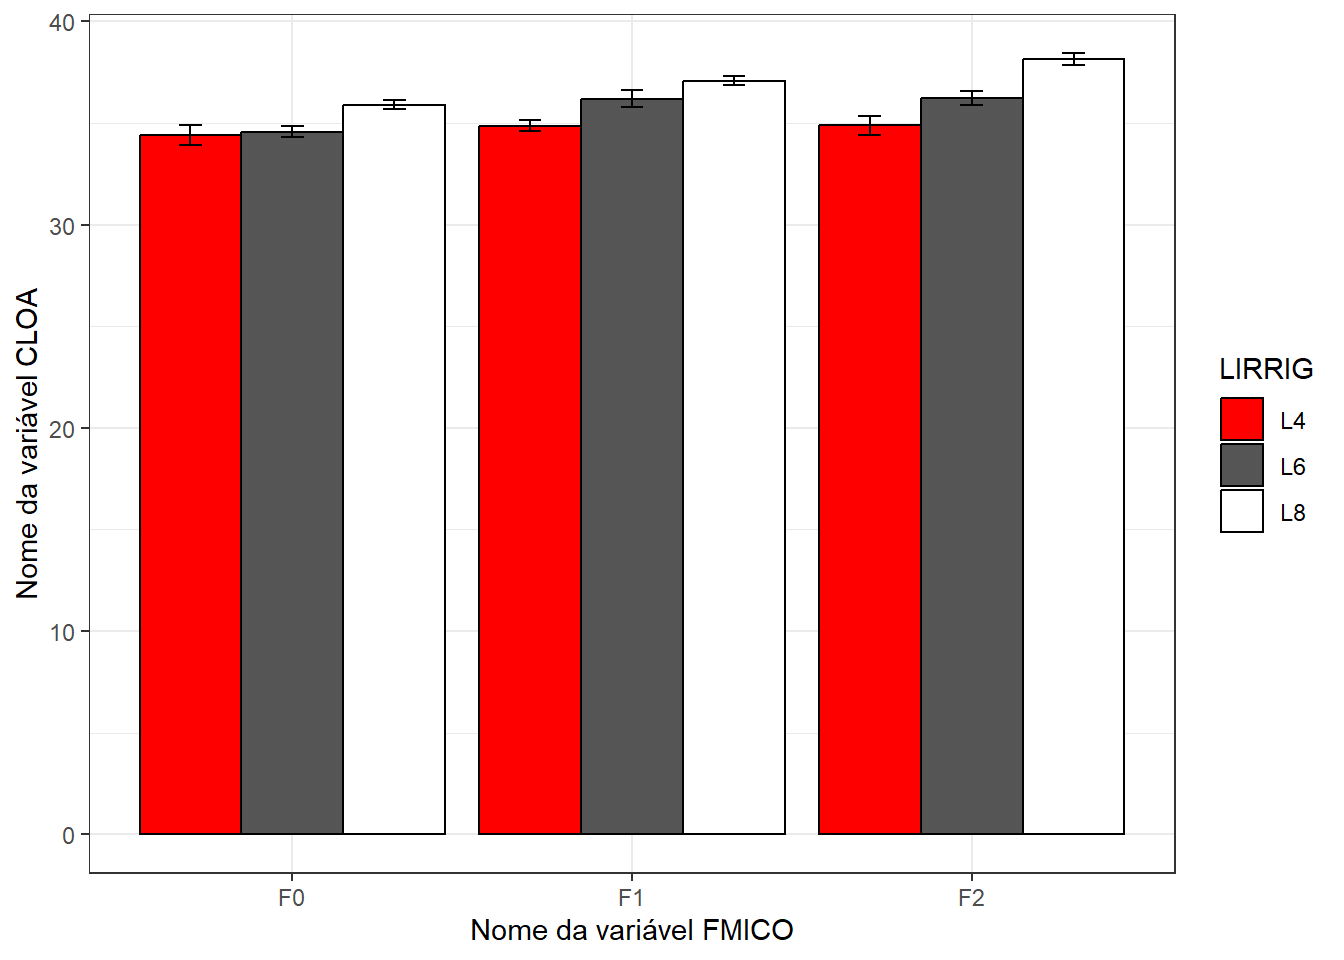 40
30
20
10
0
Nome da variável CLOA
F0
F1
F2
Nome da variável FMICO
LIRRIG
L4
L6
L8